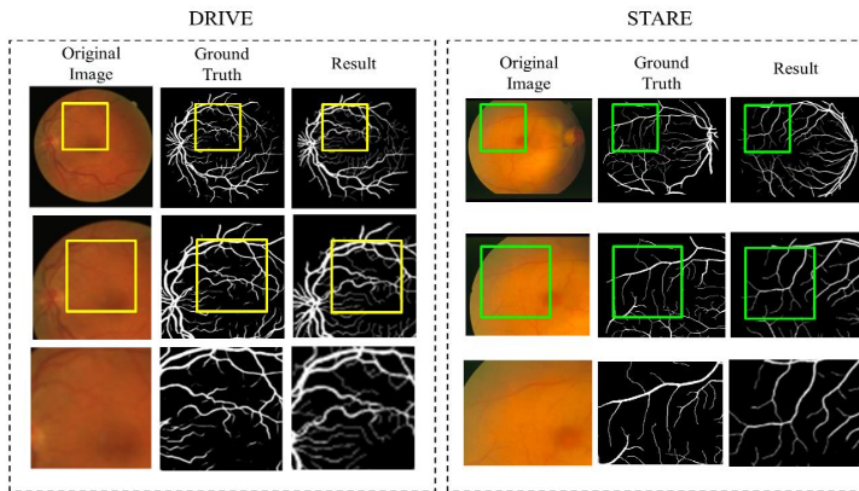 DRIVE
Original
Image
Ground
Truth
Result
STARE
Original
Image
Ground
Truth
Result